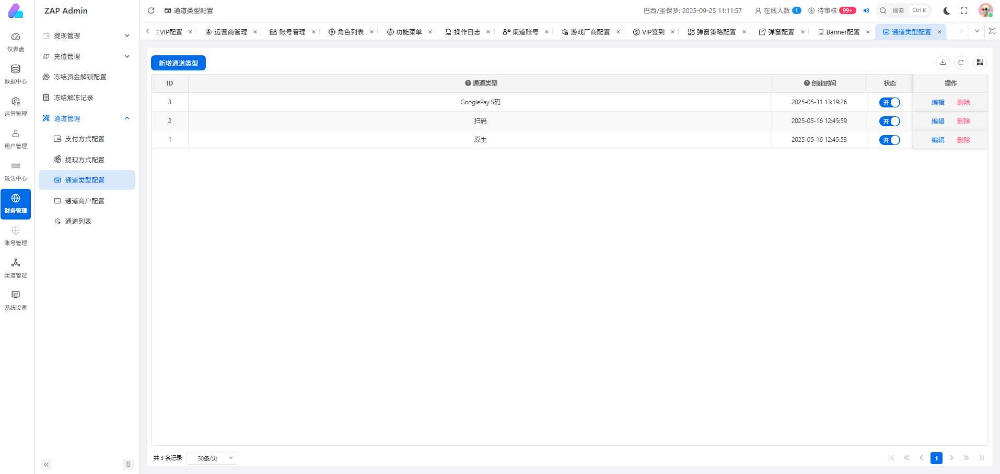 ZAP Admin
通道类型配置
巴西/圣保罗: 2025-09-25 11:11:57
在线人数 1
待审核 99+
搜索 Ctrl K
VIP配置
运营商管理
账号管理
角色列表
功能菜单
操作日志
渠道账号
游戏厂商配置
VIP签到
弹窗策略配置
弹窗配置
Banner配置
通道类型配置
仪表盘
数据中心
运营管理
用户管理
玩法中心
财务管理
账号管理
渠道管理
系统设置
提现管理
充值管理
冻结资金解锁配置
冻结解冻记录
通道管理
支付方式配置
提现方式配置
通道类型配置
通道商户配置
通道列表
新增通道类型
ID 通道类型 创建时间 状态 操作
3 GooglePay S码 2025-05-31 13:19:26 开 编辑 删除
2 扫码 2025-05-16 12:45:59 开 编辑 删除
1 原生 2025-05-16 12:45:53 开 编辑 删除
共 3 条记录 50条/页 1